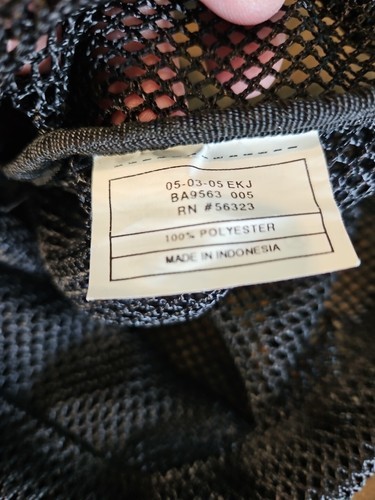 05-03-05 EKJ
BA9563 005
RN #56323
100% POLYESTER
MADE IN INDONESIA